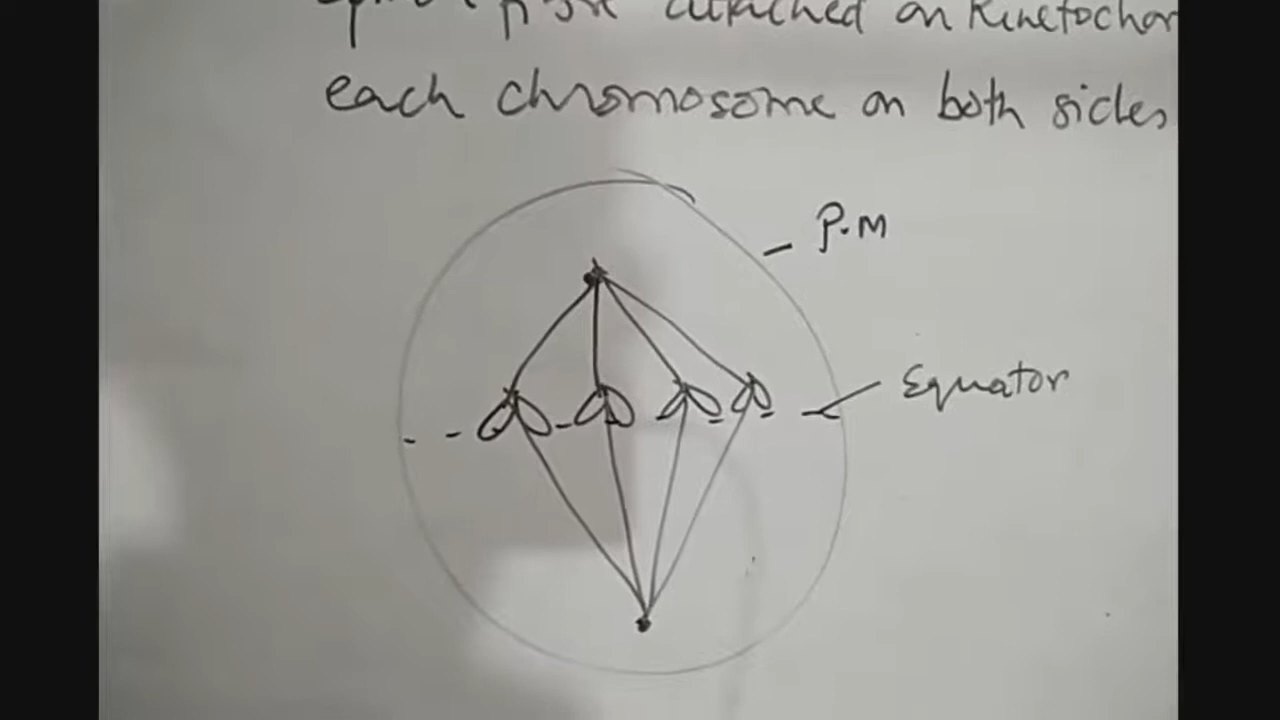 attached on Kinetochor
each chromosome on both sides
P.M
Equator